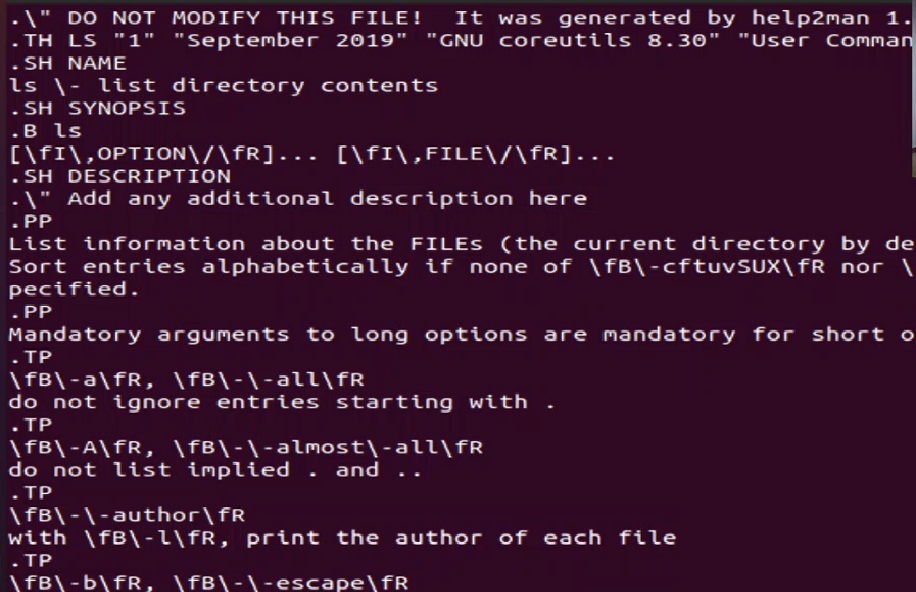 .\" DO NOT MODIFY THIS FILE!  It was generated by help2man 1.
.TH LS "1" "September 2019" "GNU coreutils 8.30" "User Comman
.SH NAME
ls \- list directory contents
.SH SYNOPSIS
.B ls
[\fI\,OPTION\/\fR]... [\fI\,FILE\/\fR]...
.SH DESCRIPTION
.\" Add any additional description here
.PP
List information about the FILEs (the current directory by de
Sort entries alphabetically if none of \fB\-cftuvSUX\fR nor \
pecified.
.PP
Mandatory arguments to long options are mandatory for short o
.TP
\fB\-a\fR, \fB\-\-all\fR
do not ignore entries starting with .
.TP
\fB\-A\fR, \fB\-\-almost\-all\fR
do not list implied . and ..
.TP
\fB\-\-author\fR
with \fB\-l\fR, print the author of each file
.TP
\fB\-b\fR, \fB\-\-escape\fR